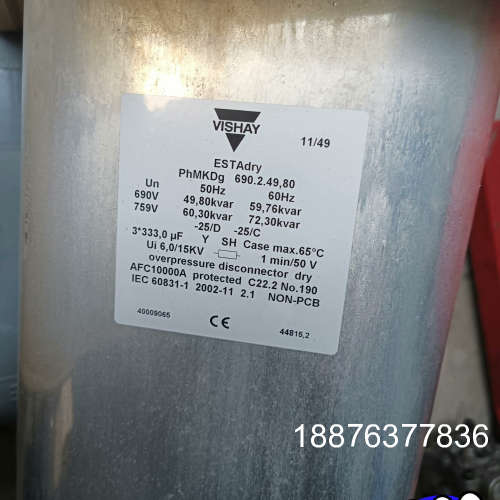 VISHAY
11/49
ESTAdry
PhMKDg 690.2.49,80
Un 50Hz 60Hz
690V 49,80kvar 59,76kvar
759V 60,30kvar 72,30kvar
-25/D -25/C
3*333,0 µF Y SH Case max.65°C
Ui 6,0/15KV 1 min/50 V
overpressure disconnector dry
AFC10000A protected C22.2 No.190
IEC 60831-1 2002-11 2.1 NON-PCB
40009065 CE 44816,2
18876377836